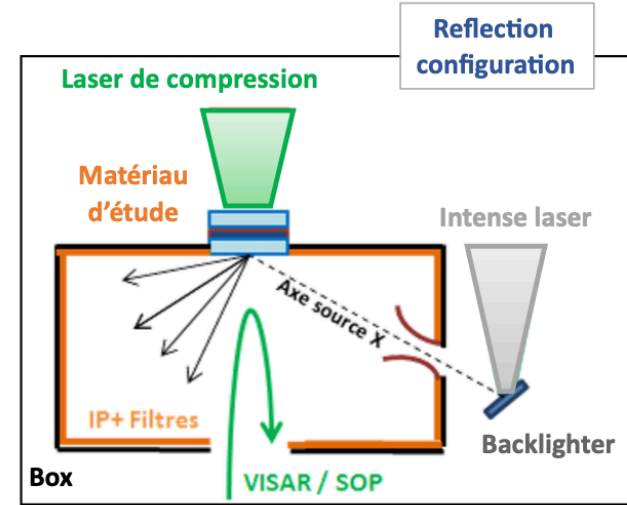 Reflection
configuration
Laser de compression
Matériau
d'étude
Intense laser
Axe source X
IP+ Filtres
Backlighter
Box
VISAR / SOP